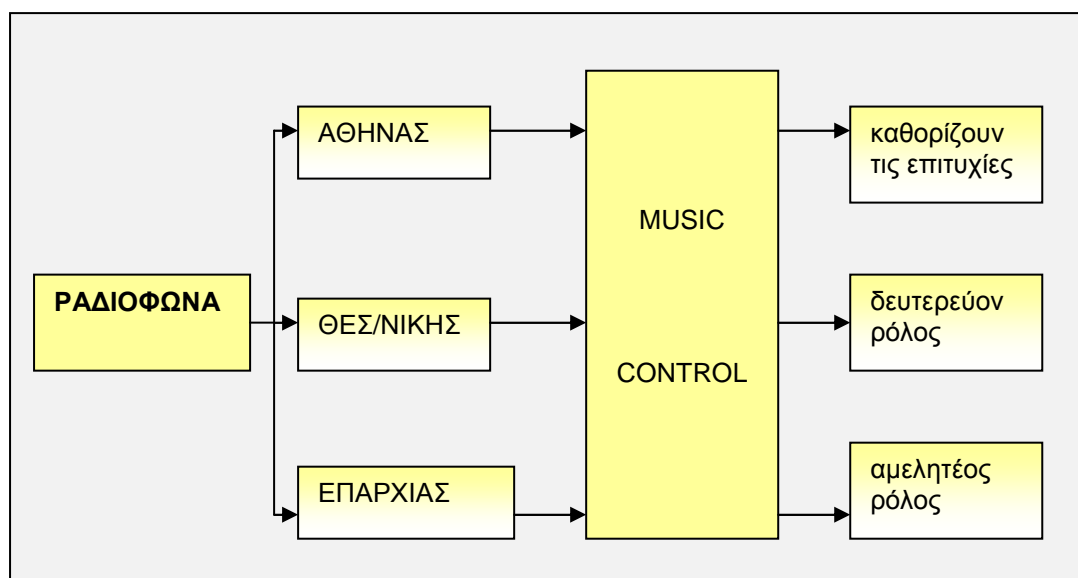 ΑΘΗΝΑΣ
καθορίζουν
τις επιτυχίες
MUSIC
ΡΑΔΙΟΦΩΝΑ
ΘΕΣ/ΝΙΚΗΣ
δευτερεύον
ρόλος
CONTROL
ΕΠΑΡΧΙΑΣ
αμελητέος
ρόλος